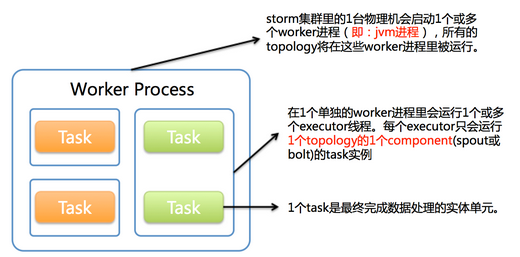 storm集群里的1台物理机会启动1个或多
个worker进程（即：jvm进程），所有的
topology将在这些worker进程里被运行。
Worker Process
Task
Task
Task
Task
在1个单独的worker进程里会运行1个或多
个executor线程。每个executor只会运行
1个topology的1个component(spout或
bolt)的task实例
1个task是最终完成数据处理的实体单元。